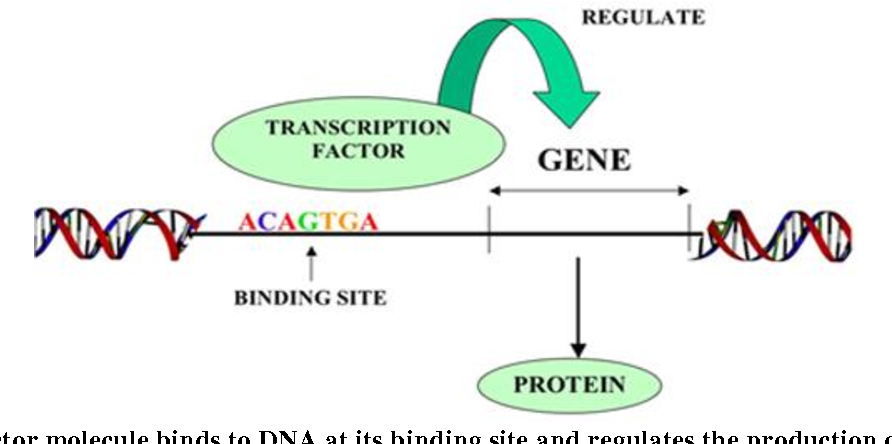 REGULATE
TRANSCRIPTION
FACTOR
GENE
ACAGTGA
BINDING SITE
PROTEIN
molecule binds to DNA at its binding site and regulates the production